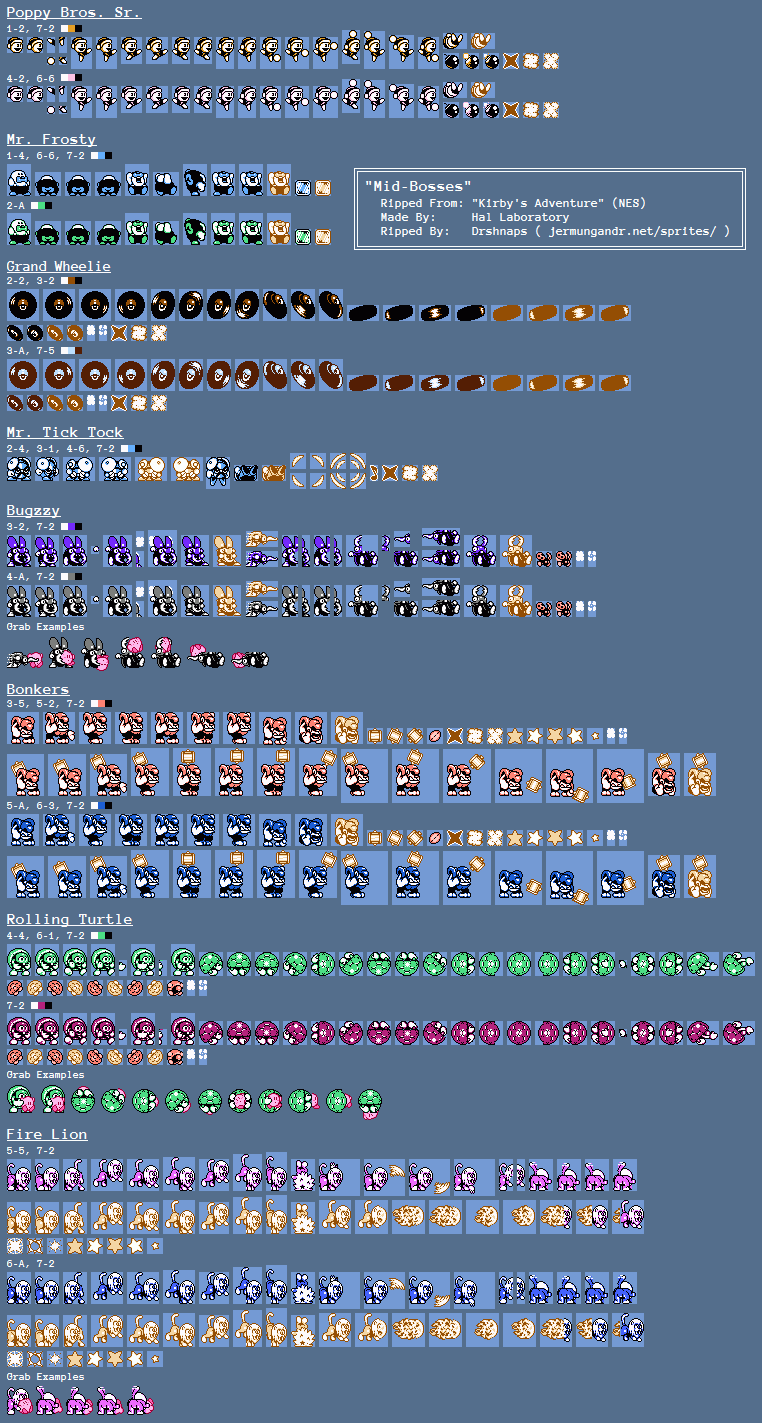 Poppy Bros. Sr.
1-2, 7-2
4-2, 6-6
Mr. Frosty
1-4, 6-6, 7-2
2-A
"Mid-Bosses"
Ripped From: "Kirby's Adventure" (NES)
Made By: Hal Laboratory
Ripped By: Drshnaps ( jermungandr.net/sprites/ )
Grand Wheelie
2-2, 3-2
3-A, 7-5
Mr. Tick Tock
2-4, 3-1, 4-6, 7-2
Bugzzy
3-2, 7-2
4-A, 7-2
Grab Examples
Bonkers
3-5, 5-2, 7-2
5-A, 6-3, 7-2
Rolling Turtle
4-4, 6-1, 7-2
7-2
Grab Examples
Fire Lion
5-5, 7-2
6-A, 7-2
Grab Examples